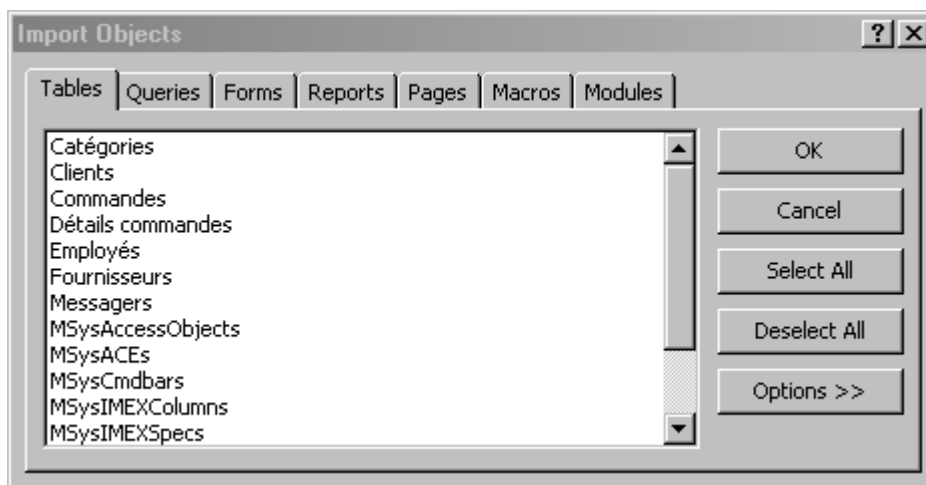 Import Objects
Tables Queries Forms Reports Pages Macros Modules
Catégories
Clients
Commandes
Détails commandes
Employés
Fournisseurs
Messagers
MSysAccessObjects
MSysACEs
MSysCmdbars
MSysIMEXColumns
MSysIMEXSpecs
OK
Cancel
Select All
Deselect All
Options >>